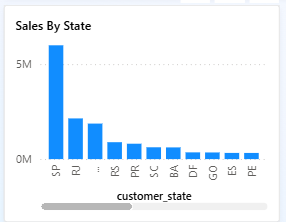 Sales By State
5M
0M
SP
RJ
...
RS
PR
SC
BA
DF
GO
ES
PE
customer_state